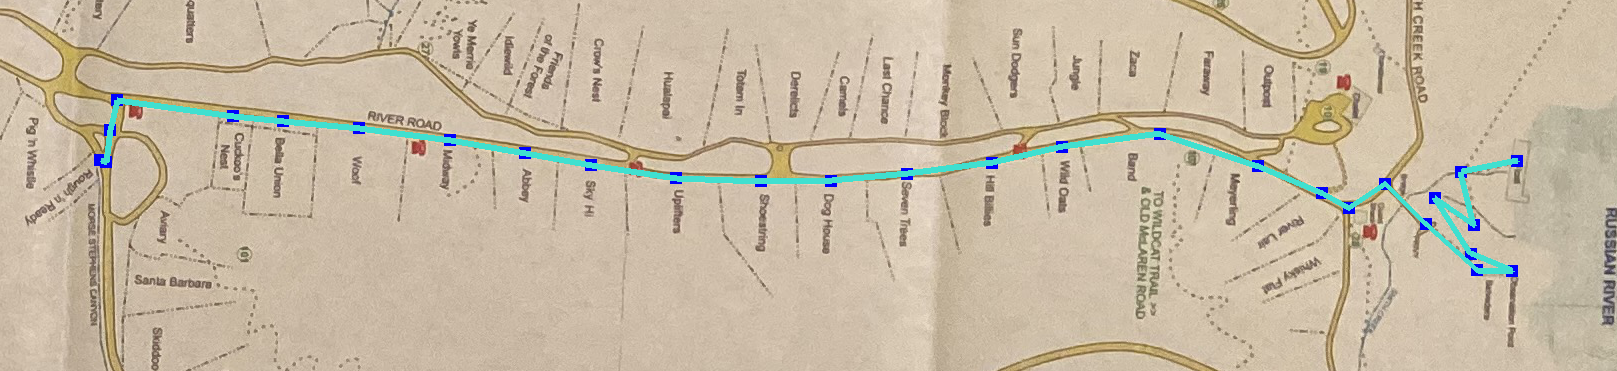 Pig 'n Whistle
Rough 'n Ready
MORSE STEPHENS CANYON
Aviary
Santa Barbara
101
Cuckoo's
Nest
Bella Union
Woof
RIVER ROAD
Midway
Abbey
Sky Hi
Uplifters
Shoestring
Dog House
Seven Trees
Hill Billies
Wild Oats
Band
Meyerling
River Lair
Whisky Flat
TO WILDCAT TRAIL >>
& OLD McLAREN ROAD
Ye Merrie
Yowls
Idlewild
Friends
of the Forest
Crow's Nest
Hualapai
Totem In
Derelicts
Camels
Last Chance
Monkey Block
Sun Dodgers
Jungle
Zaca
Faraway
Outpost
H CREEK ROAD
RUSSIAN RIVER